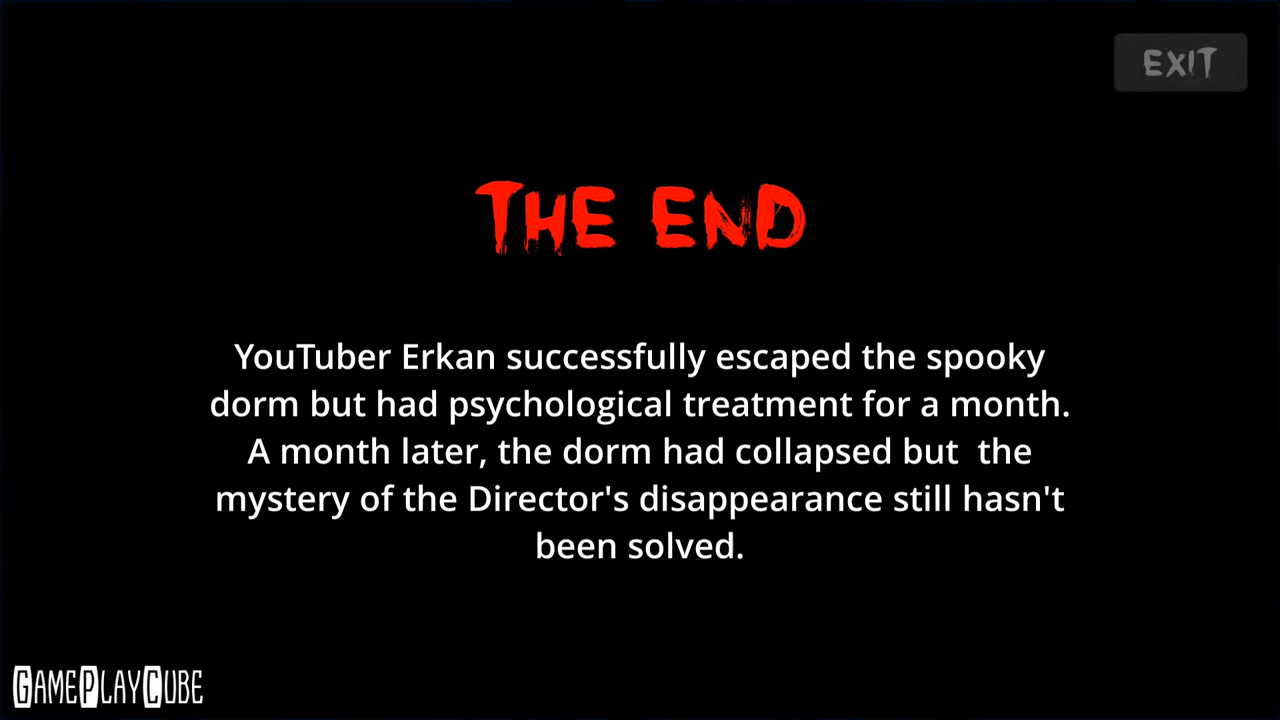 EXIT
THE END
YouTuber Erkan successfully escaped the spooky
dorm but had psychological treatment for a month.
A month later, the dorm had collapsed but  the
mystery of the Director's disappearance still hasn't
been solved.
GAMEPLAYCUBE